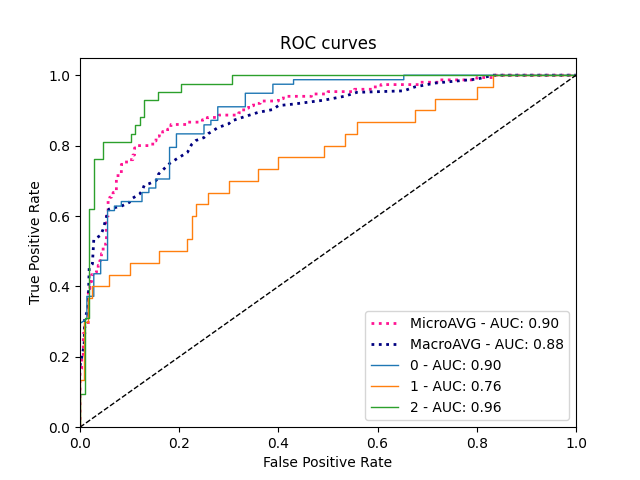 ROC curves
True Positive Rate
1.0
0.8
0.6
0.4
0.2
0.0
MicroAVG - AUC: 0.90
MacroAVG - AUC: 0.88
0 - AUC: 0.90
1 - AUC: 0.76
2 - AUC: 0.96
0.0 0.2 0.4 0.6 0.8 1.0
False Positive Rate